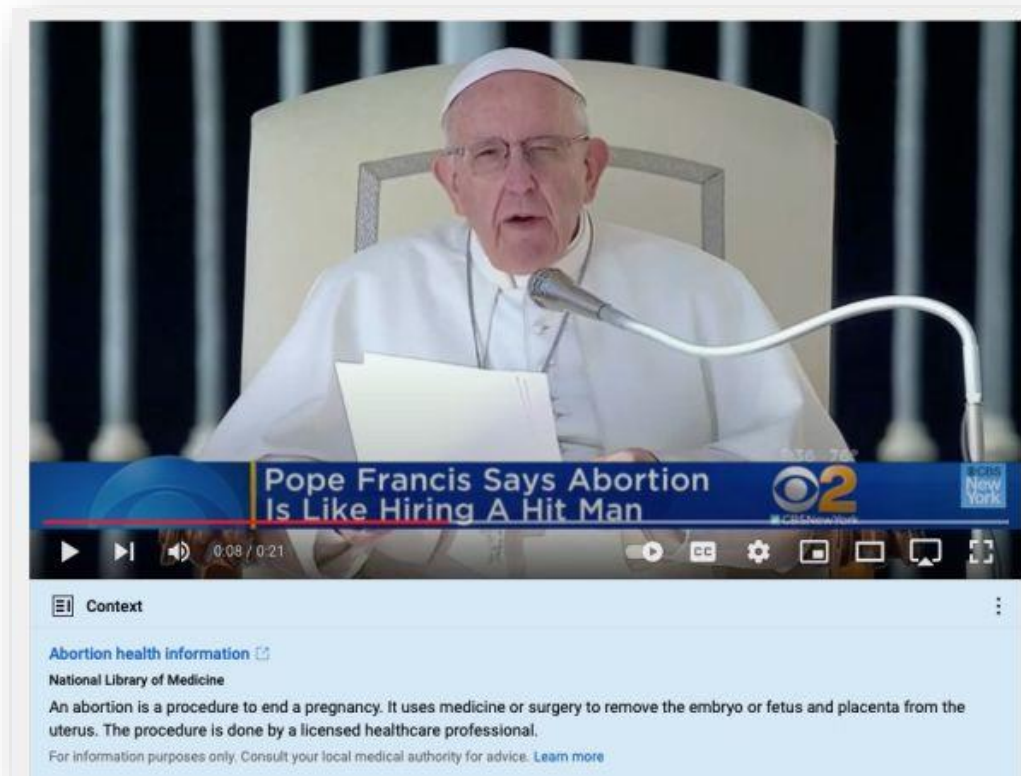 Pope Francis Says Abortion
Is Like Hiring A Hit Man
2
CBSNewYork
CBS
New
York
0:08 / 0:21
CC
Context
Abortion health information
National Library of Medicine
An abortion is a procedure to end a pregnancy. It uses medicine or surgery to remove the embryo or fetus and placenta from the
uterus. The procedure is done by a licensed healthcare professional.
For information purposes only. Consult your local medical authority for advice. Learn more